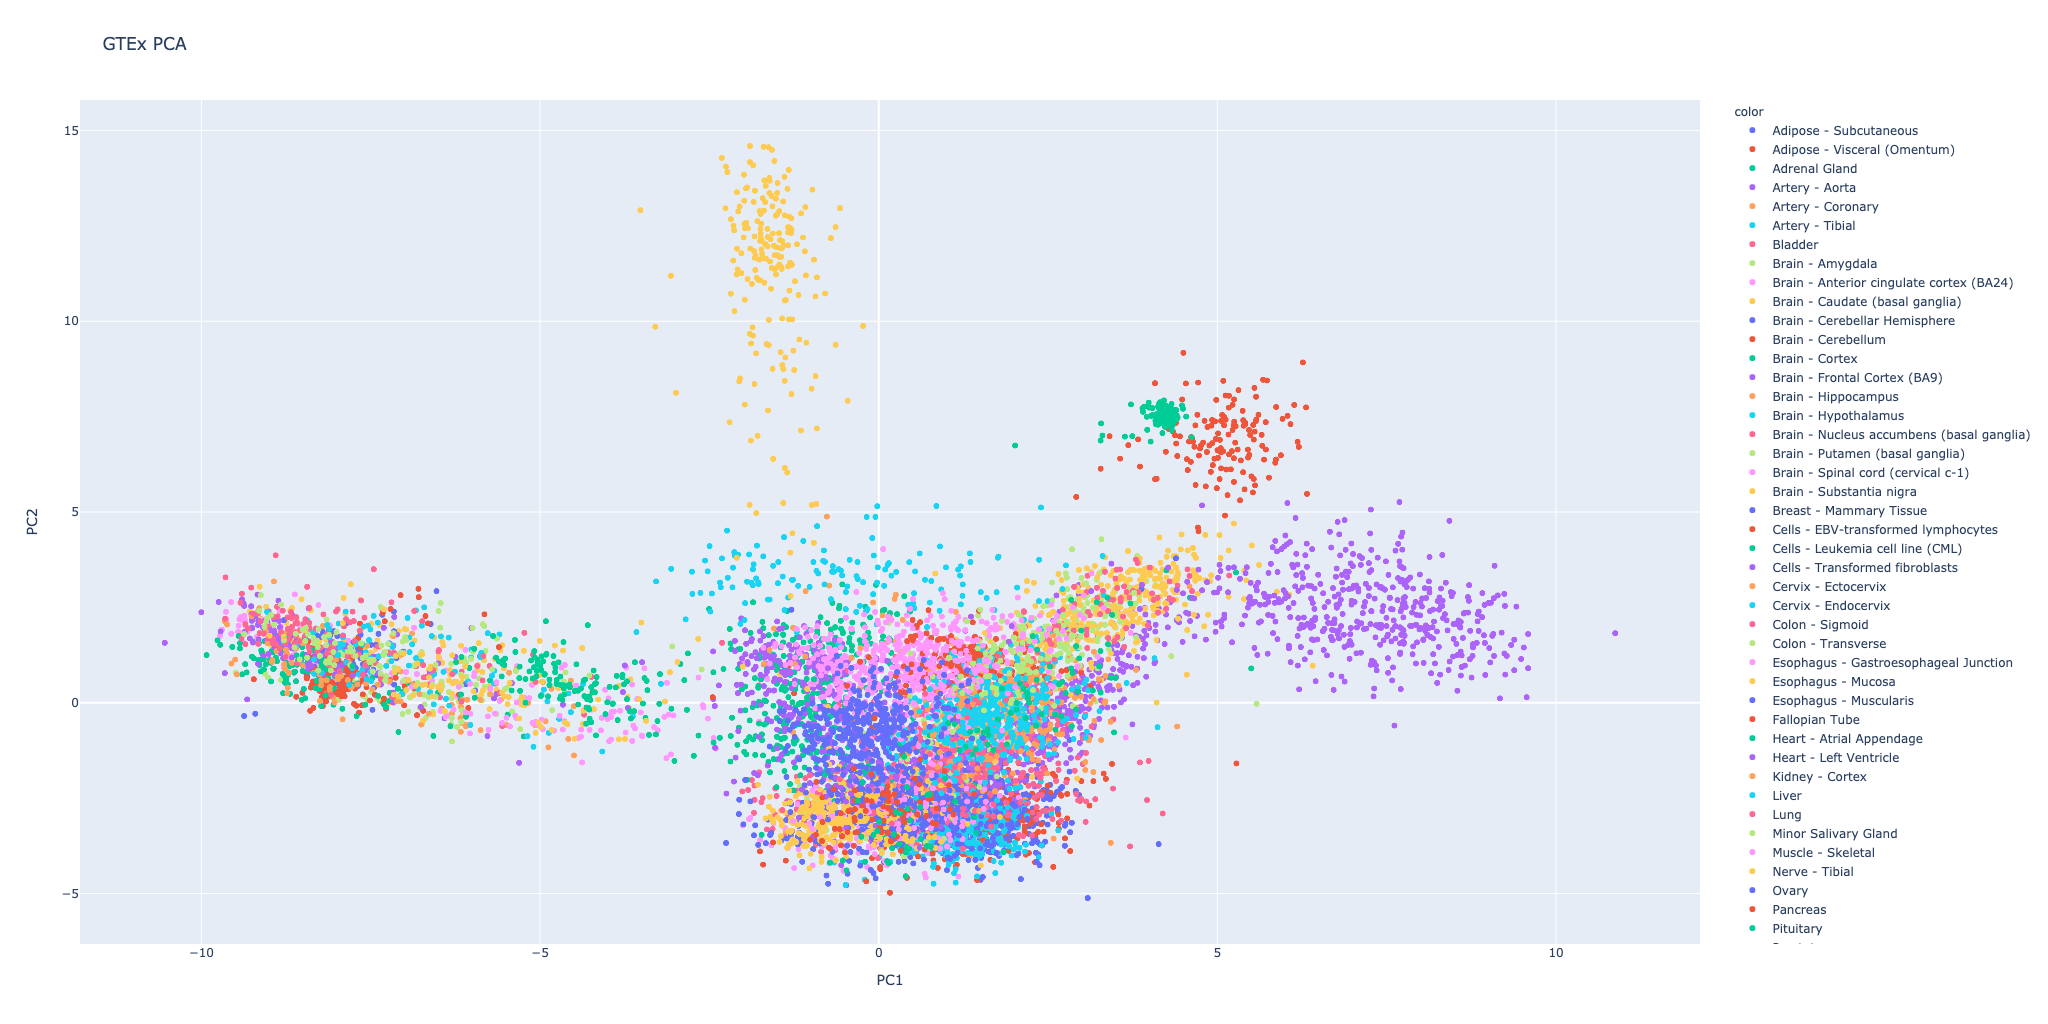 GTEx PCA
15
10
5
0
−5
PC2
−10
−5
0
5
10
PC1
color
Adipose - Subcutaneous
Adipose - Visceral (Omentum)
Adrenal Gland
Artery - Aorta
Artery - Coronary
Artery - Tibial
Bladder
Brain - Amygdala
Brain - Anterior cingulate cortex (BA24)
Brain - Caudate (basal ganglia)
Brain - Cerebellar Hemisphere
Brain - Cerebellum
Brain - Cortex
Brain - Frontal Cortex (BA9)
Brain - Hippocampus
Brain - Hypothalamus
Brain - Nucleus accumbens (basal ganglia)
Brain - Putamen (basal ganglia)
Brain - Spinal cord (cervical c-1)
Brain - Substantia nigra
Breast - Mammary Tissue
Cells - EBV-transformed lymphocytes
Cells - Leukemia cell line (CML)
Cells - Transformed fibroblasts
Cervix - Ectocervix
Cervix - Endocervix
Colon - Sigmoid
Colon - Transverse
Esophagus - Gastroesophageal Junction
Esophagus - Mucosa
Esophagus - Muscularis
Fallopian Tube
Heart - Atrial Appendage
Heart - Left Ventricle
Kidney - Cortex
Liver
Lung
Minor Salivary Gland
Muscle - Skeletal
Nerve - Tibial
Ovary
Pancreas
Pituitary